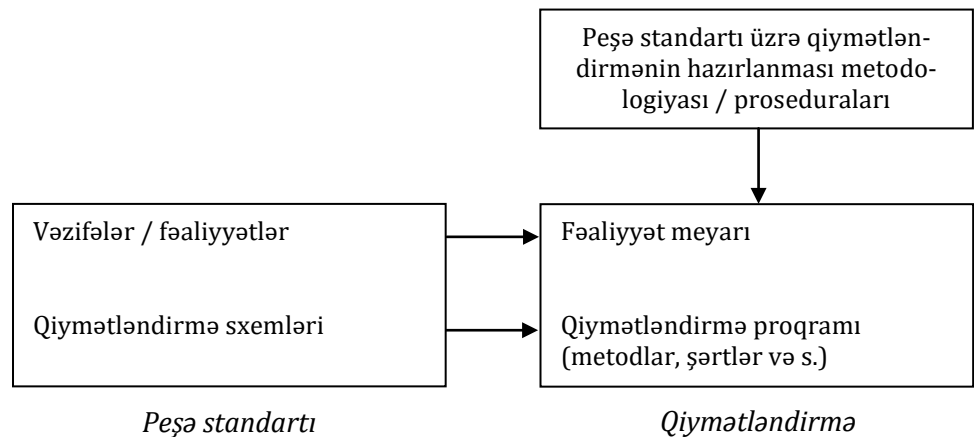 Peşə standartı üzrə qiymətlən-
dirmənin hazırlanması metodo-
logiyası / proseduraları
Vəzifələr / fəaliyyətlər
Qiymətləndirmə sxemləri
Fəaliyyət meyarı
Qiymətləndirmə proqramı
(metodlar, şərtlər və s.)
Peşə standartı
Qiymətləndirmə